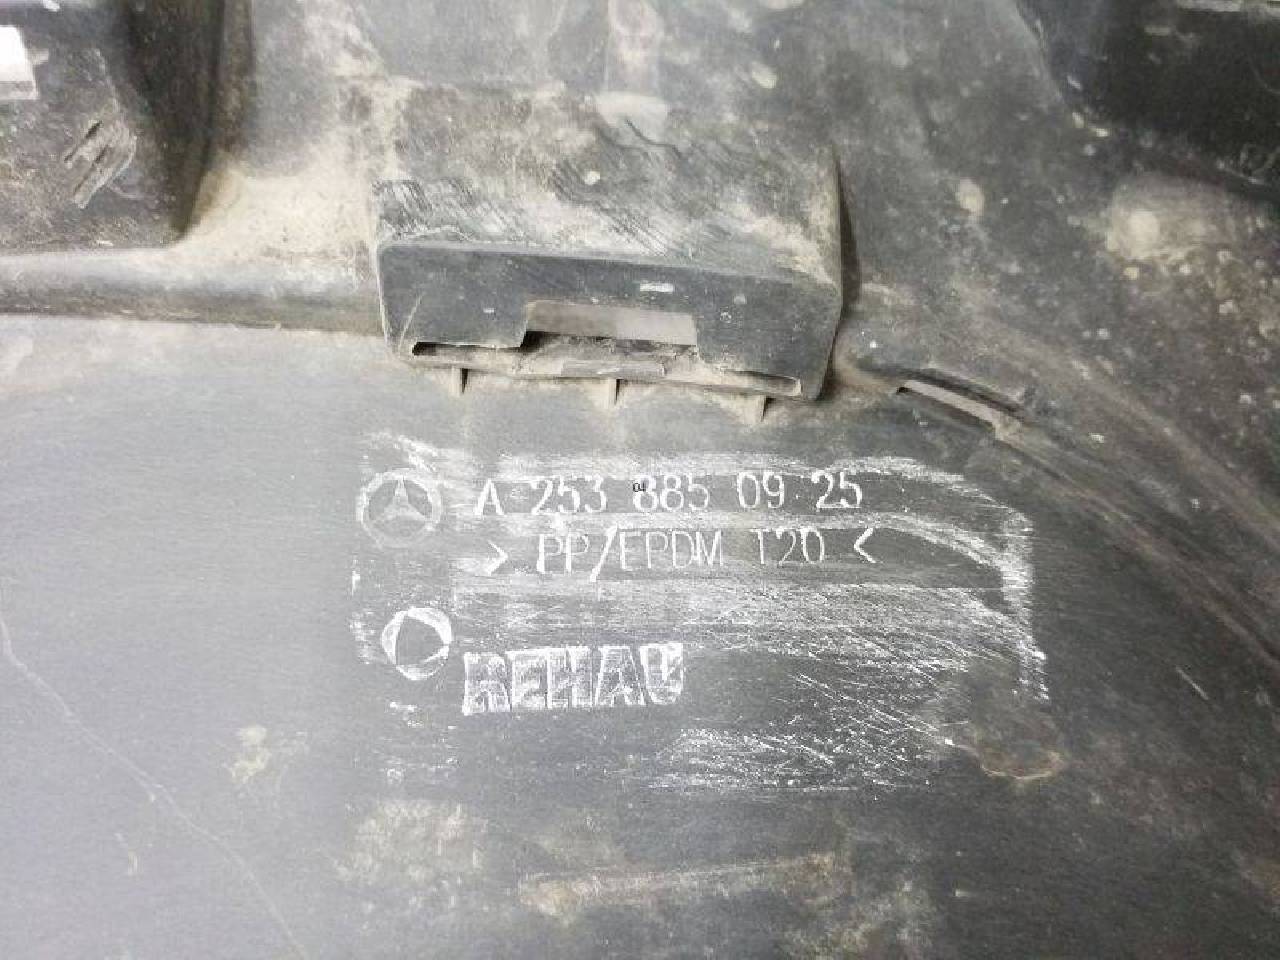 A 253 885 09 25
> PP/EPDM T20 <
REHAU